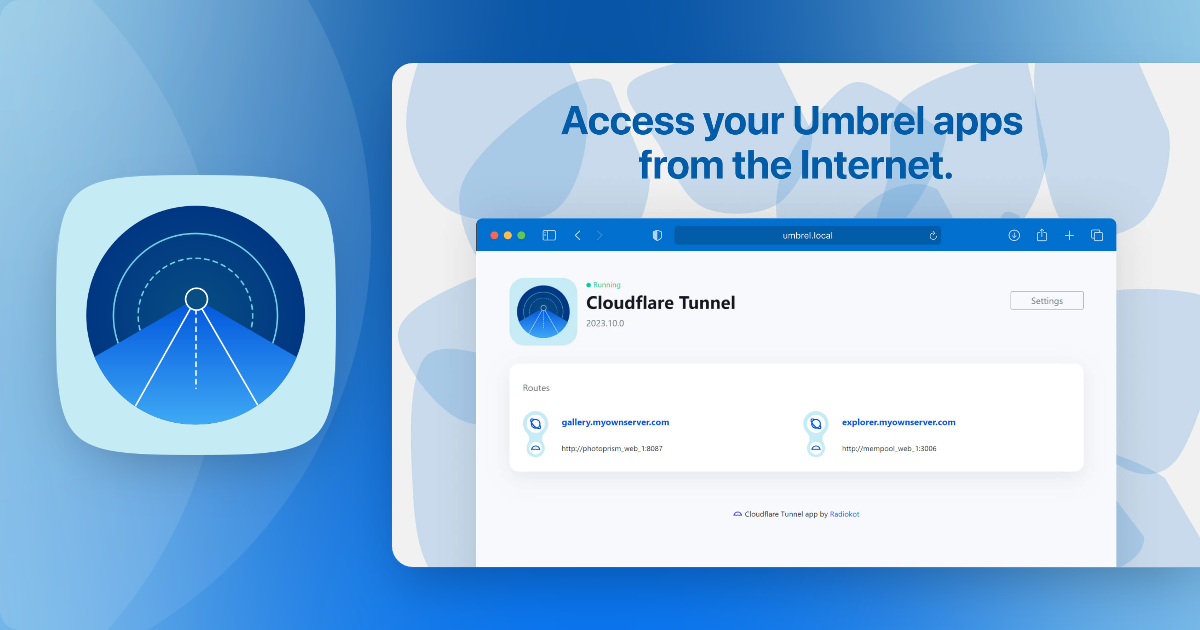 Access your Umbrel apps
from the Internet.
umbrel.local
Running
Cloudflare Tunnel
2023.10.0
Settings
Routes
gallery.myownserver.com
http://photoprism_web_1:8087
explorer.myownserver.com
http://mempool_web_1:3006
Cloudflare Tunnel app by Radiokot